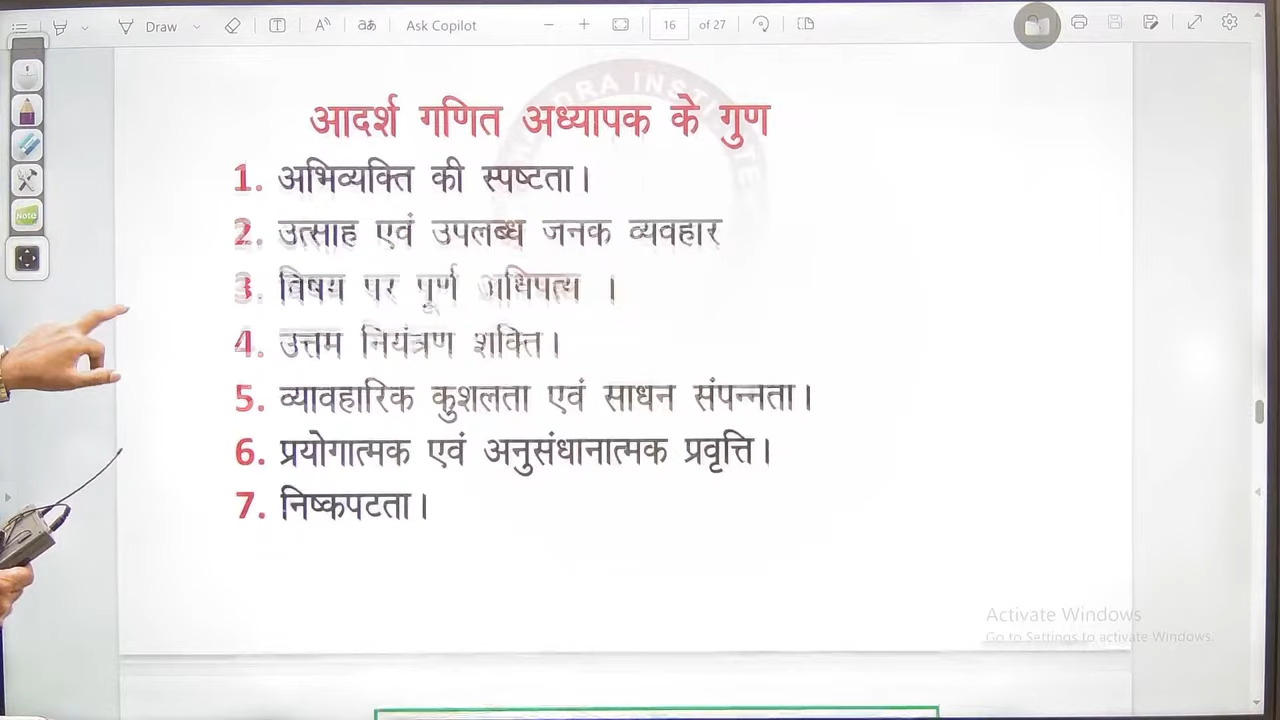 Draw
Ask Copilot
16 of 27
आदर्श गणित अध्यापक के गुण
1. अभिव्यक्ति की स्पष्टता।
2. उत्साह एवं उपलब्ध जनक व्यवहार
3. विषय पर पूर्ण अधिपत्य ।
4. उत्तम नियंत्रण शक्ति।
5. व्यावहारिक कुशलता एवं साधन संपन्नता।
6. प्रयोगात्मक एवं अनुसंधानात्मक प्रवृत्ति।
7. निष्कपटता।
Note
Activate Windows
Go to Settings to activate Windows.